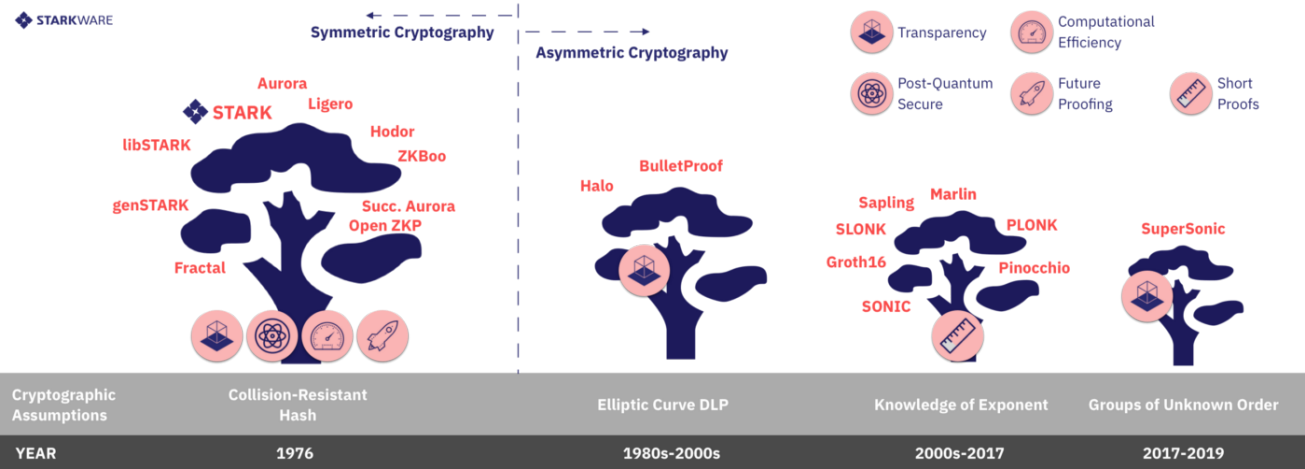 STARKWARE
Symmetric Cryptography
Asymmetric Cryptography
Transparency
Computational
Efficiency
Post-Quantum
Secure
Future
Proofing
Short
Proofs
Aurora
Ligero
STARK
Hodor
libSTARK
ZKBoo
genSTARK
Succ. Aurora
Open ZKP
Fractal
BulletProof
Halo
Marlin
Sapling
SLONK
PLONK
Groth16
Pinocchio
SONIC
SuperSonic
Cryptographic
Assumptions
Collision-Resistant
Hash
Elliptic Curve DLP
Knowledge of Exponent
Groups of Unknown Order
YEAR
1976
1980s-2000s
2000s-2017
2017-2019